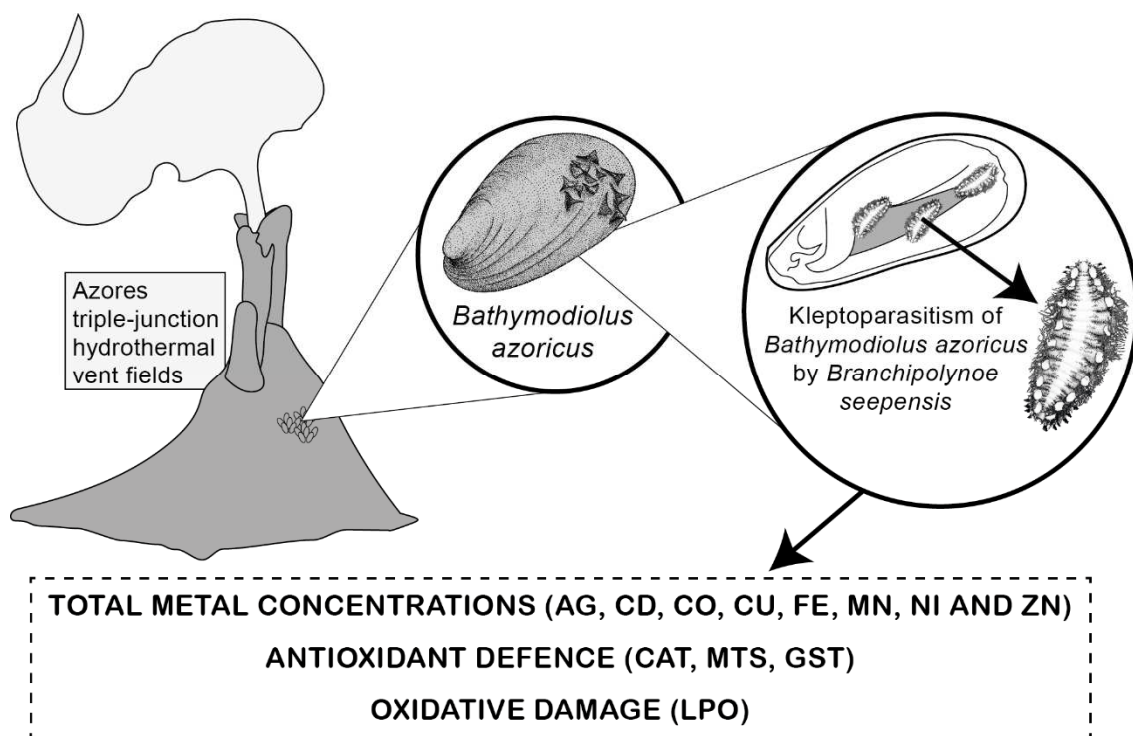 Azores
triple-junction
hydrothermal
vent fields
Bathymodiolus
azoricus
Kleptoparasitism of
Bathymodiolus azoricus
by Branchipolynoe
seepensis
TOTAL METAL CONCENTRATIONS (AG, CD, CO, CU, FE, MN, NI AND ZN)
ANTIOXIDANT DEFENCE (CAT, MTS, GST)
OXIDATIVE DAMAGE (LPO)